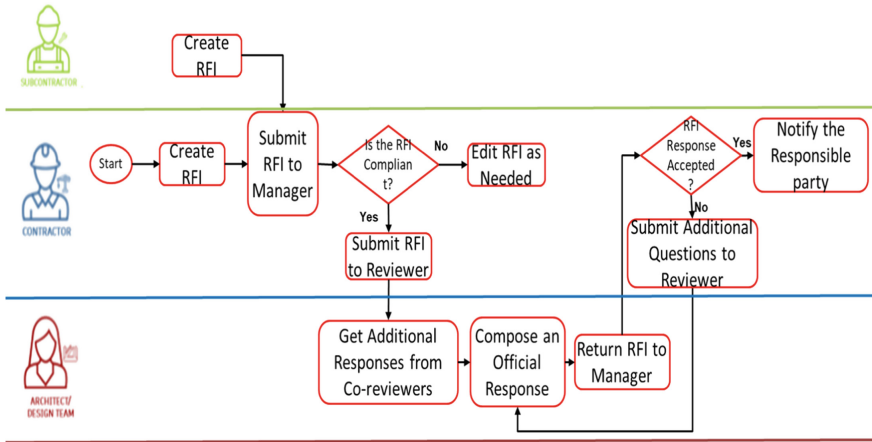 Create
RFI
SUBCONTRACTOR
Start
Create
RFI
Submit
RFI to
Manager
Is the RFI
Complian
t?
No
Edit RFI as
Needed
Yes
Submit RFI
to Reviewer
RFI
Response
Accepted
?
Yes
Notify the
Responsible
party
No
Submit Additional
Questions to
Reviewer
CONTRACTOR
Get Additional
Responses from
Co-reviewers
Compose an
Official
Response
Return RFI to
Manager
ARCHITECT/
DESIGN TEAM